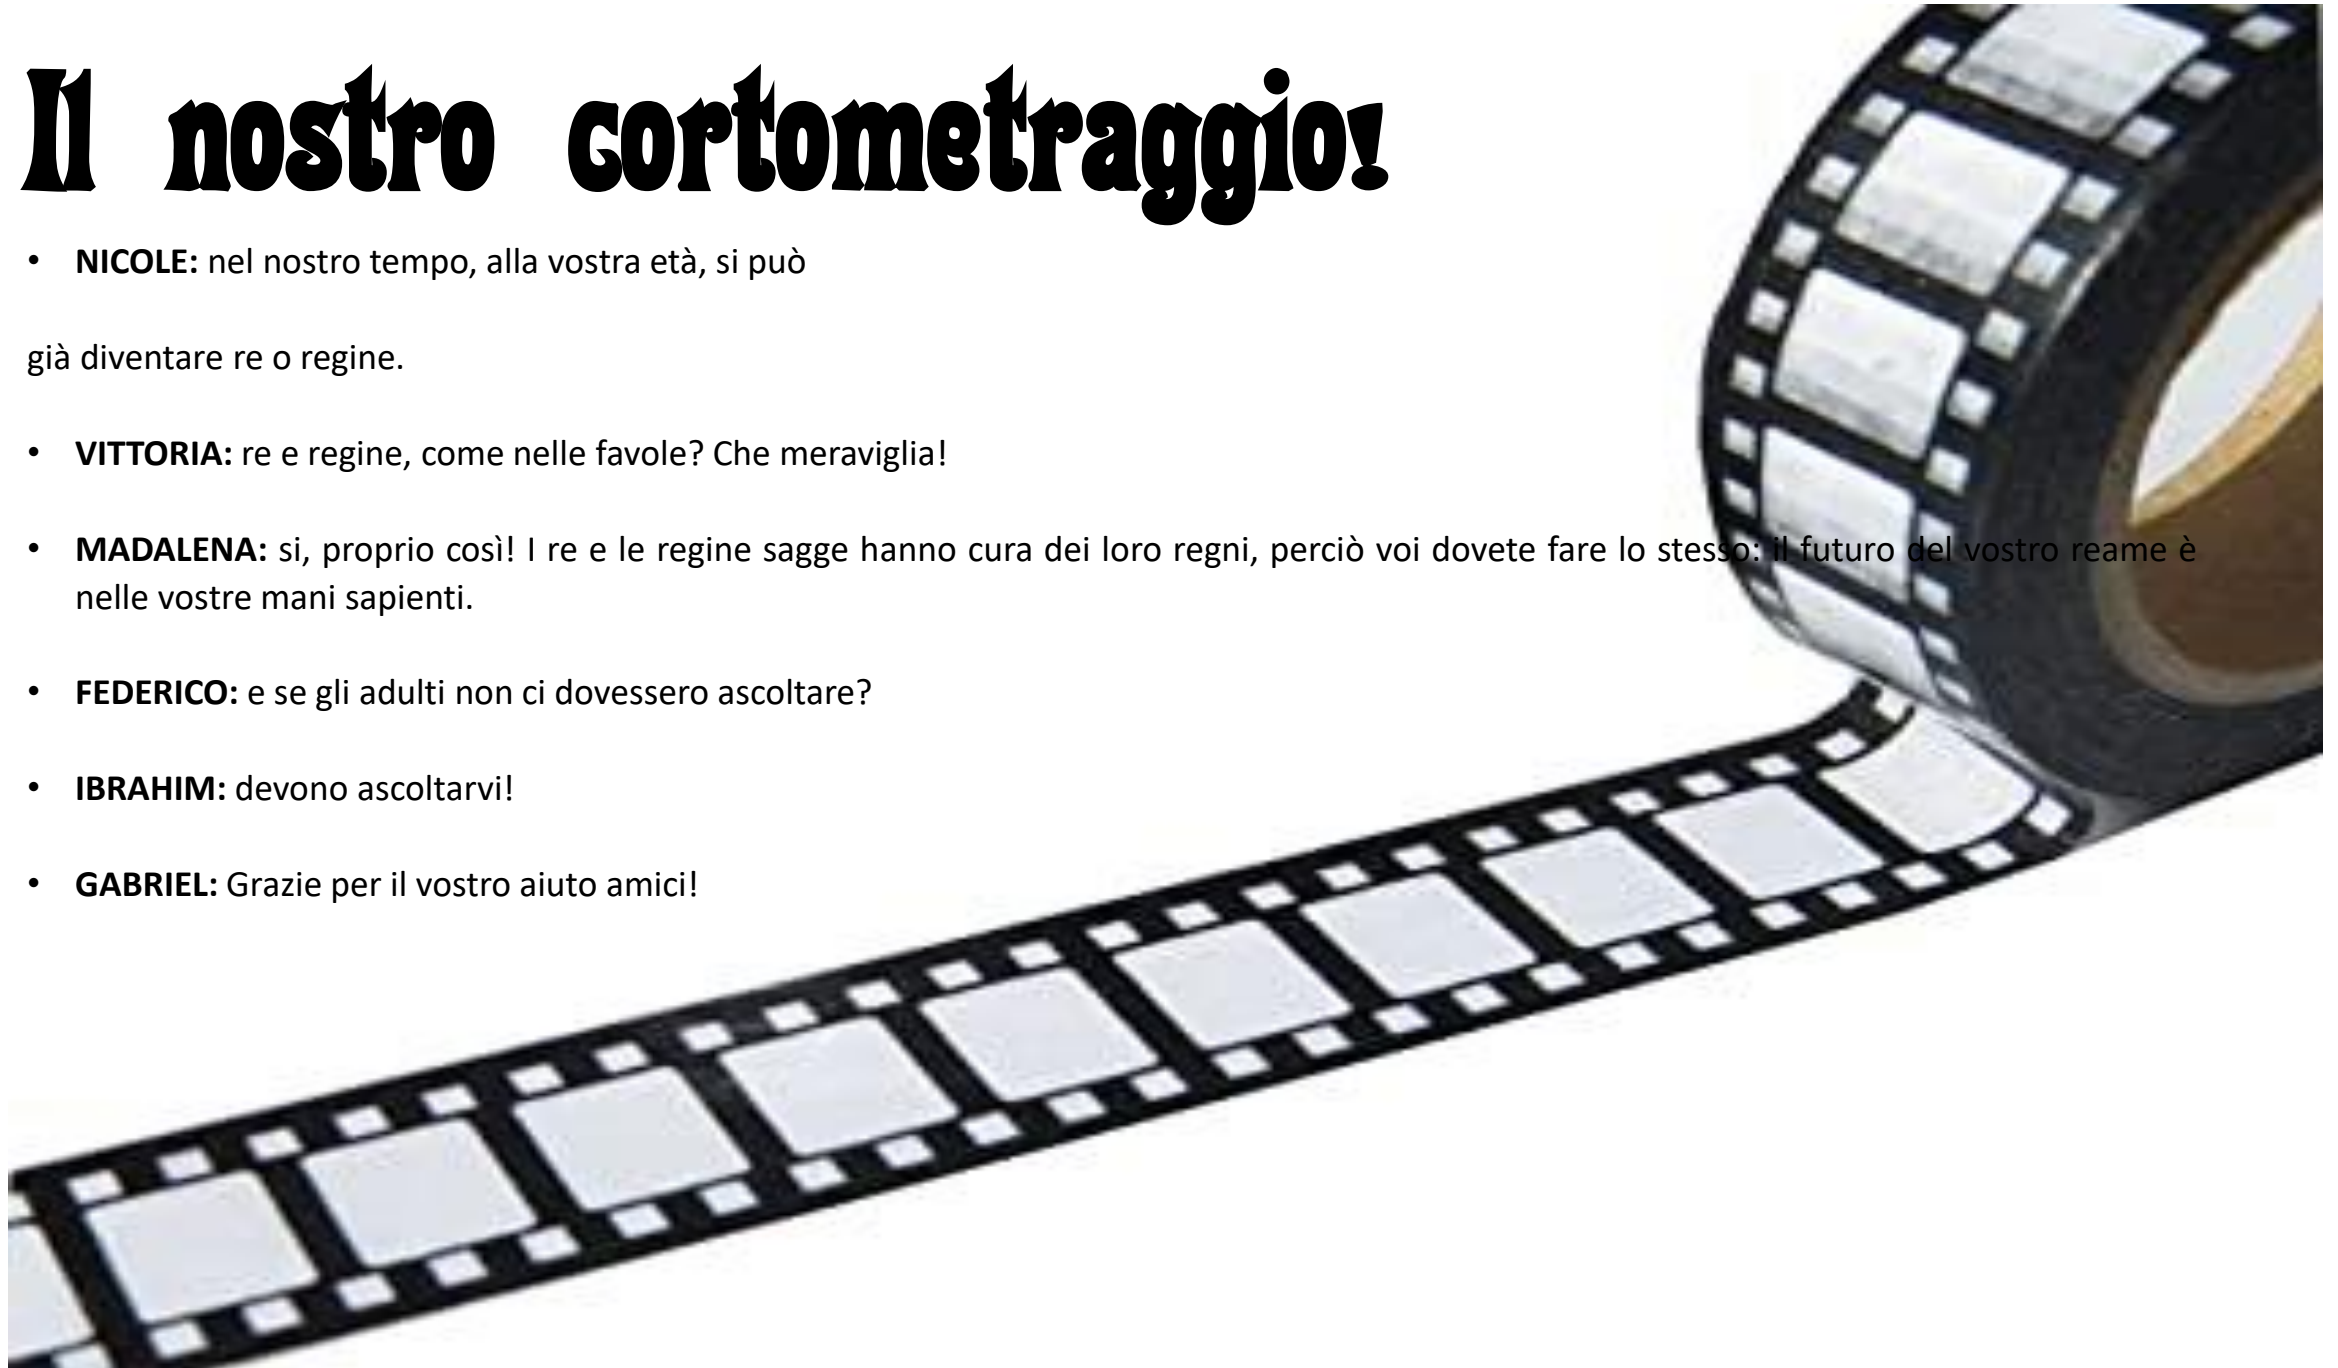 Il nostro cortometraggio!
• NICOLE: nel nostro tempo, alla vostra età, si può
già diventare re o regine.
• VITTORIA: re e regine, come nelle favole? Che meraviglia!
• MADALENA: si, proprio così! I re e le regine sagge hanno cura dei loro regni, perciò voi dovete fare lo stesso: il futuro del vostro reame è
nelle vostre mani sapienti.
• FEDERICO: e se gli adulti non ci dovessero ascoltare?
• IBRAHIM: devono ascoltarvi!
• GABRIEL: Grazie per il vostro aiuto amici!